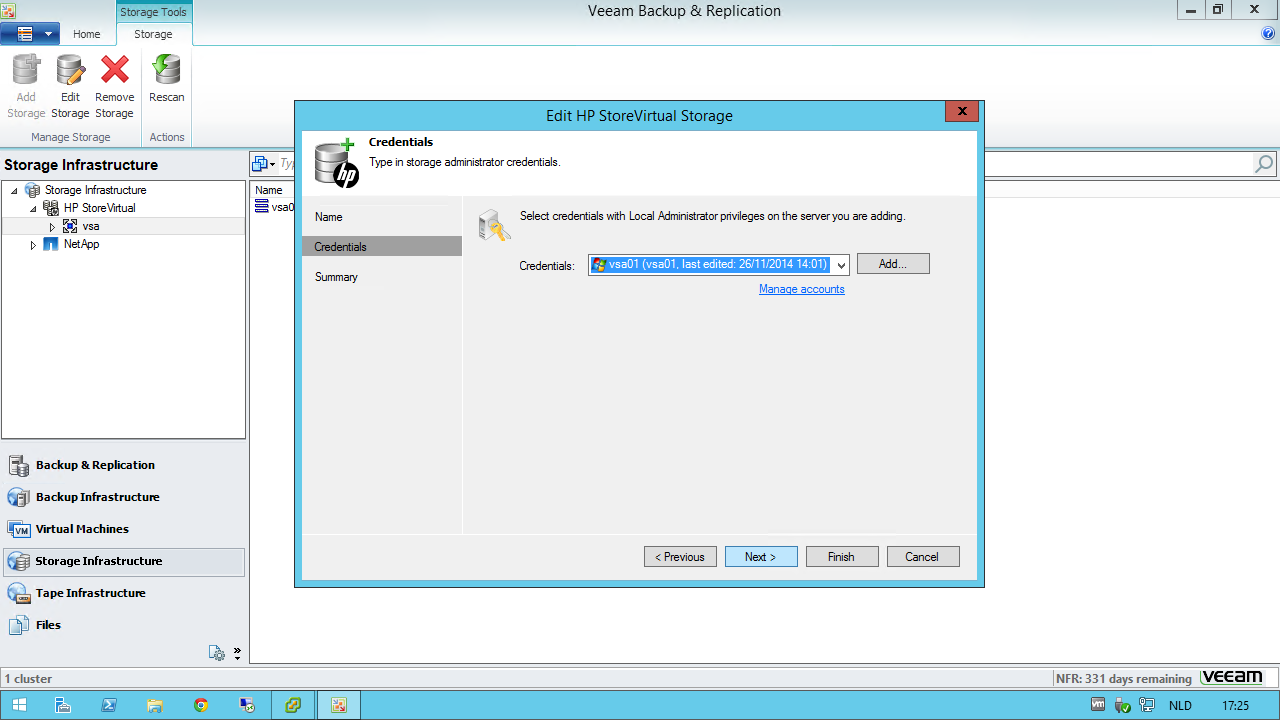 Storage Tools
Veeam Backup & Replication
Home
Storage
Add Storage
Edit Storage
Remove Storage
Rescan
Manage Storage
Actions
Edit HP StoreVirtual Storage
x
Storage Infrastructure
Storage Infrastructure
HP StoreVirtual
vsa
NetApp
Name
hp
Credentials
Type in storage administrator credentials.
Name
Credentials
Summary
Select credentials with Local Administrator privileges on the server you are adding.
Credentials:
vsa01 (vsa01, last edited: 26/11/2014 14:01)
Add...
Manage accounts
< Previous
Next >
Finish
Cancel
Backup & Replication
Backup Infrastructure
VM
Virtual Machines
Storage Infrastructure
Tape Infrastructure
Files
1 cluster
NFR: 331 days remaining
veeam
vm
NLD
17:25